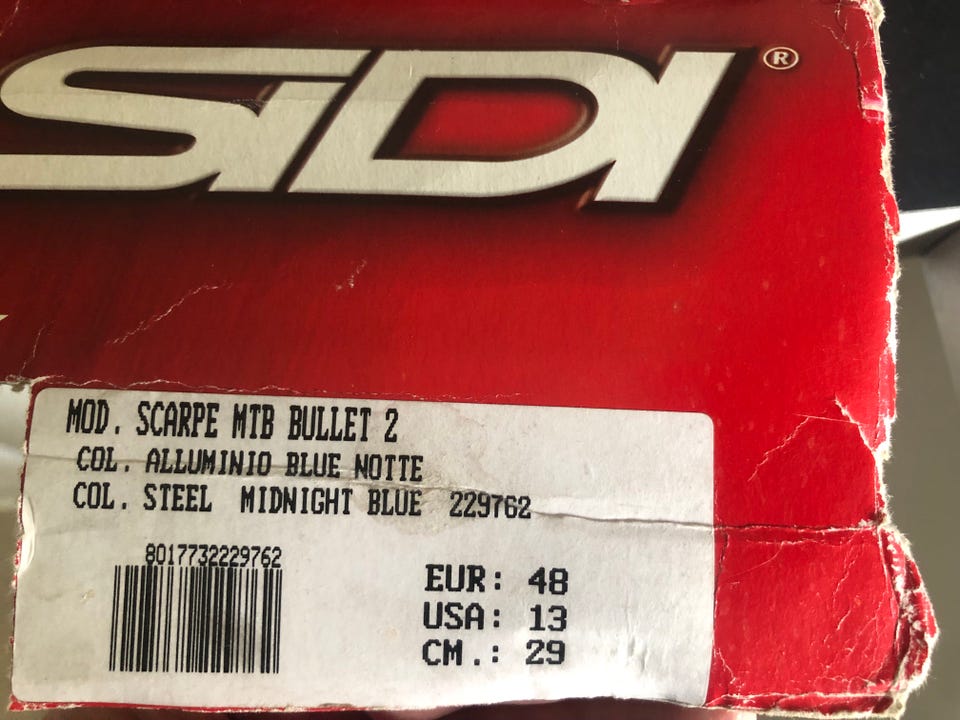 SIDI ®
MOD. SCARPE MTB BULLET 2
COL. ALLUMINIO BLUE NOTTE
COL. STEEL MIDNIGHT BLUE 229762
8017732229762
EUR: 48
USA: 13
CM.: 29